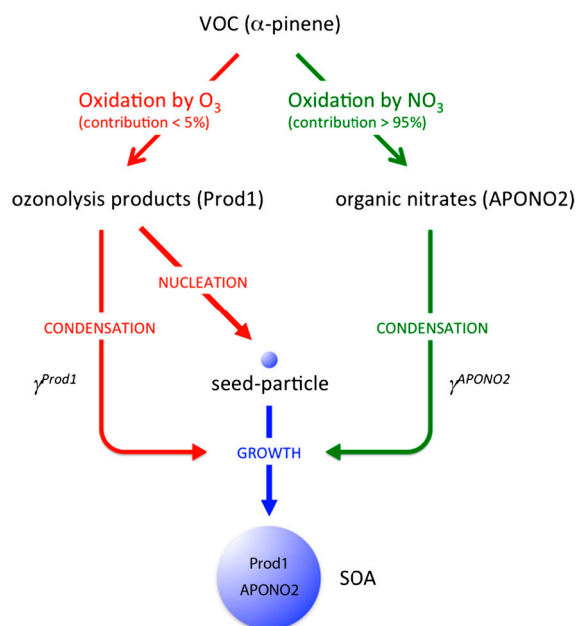 VOC (α-pinene)
Oxidation by O3
(contribution < 5%)
Oxidation by NO3
(contribution > 95%)
ozonolysis products (Prod1)
organic nitrates (APONO2)
NUCLEATION
CONDENSATION
CONDENSATION
γProd1
seed-particle
γAPONO2
GROWTH
Prod1
APONO2
SOA